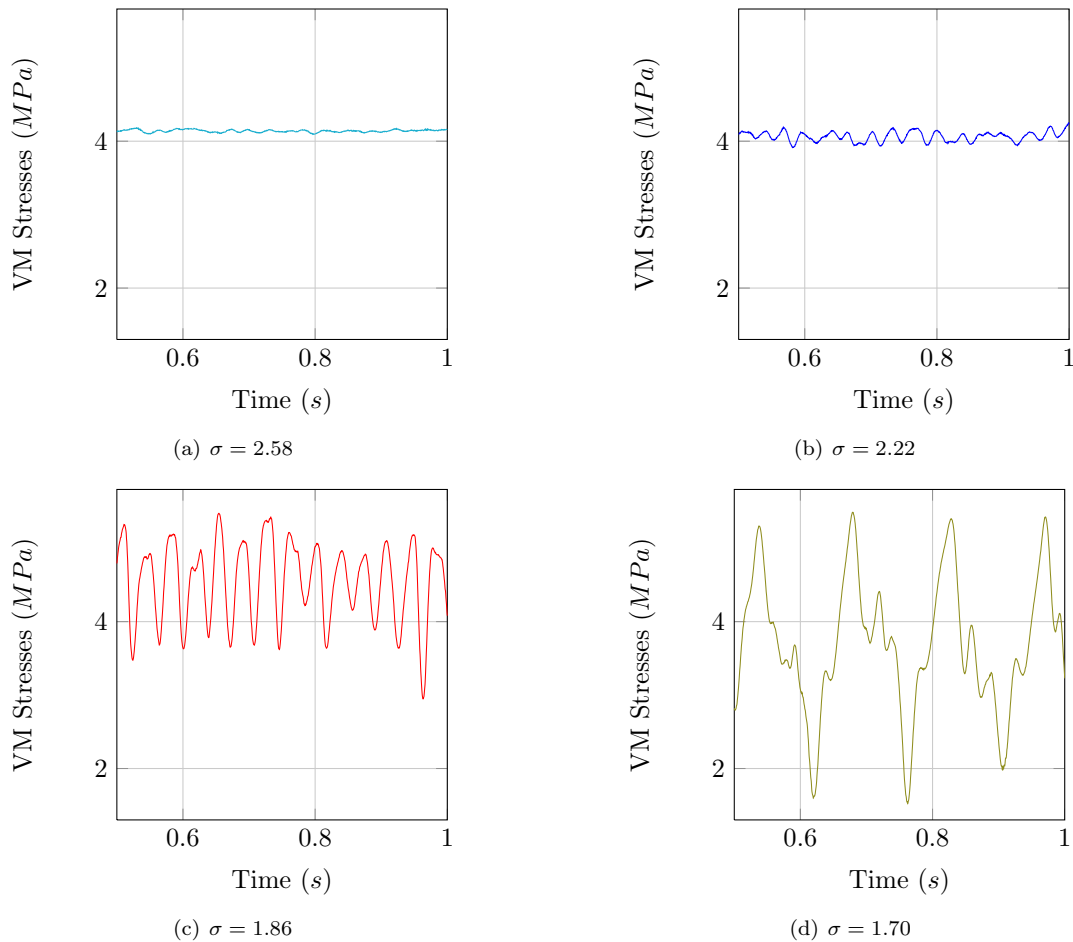 VM Stresses (MPa)
4
2
0.6 0.8 1
Time (s)
(a) σ = 2.58
VM Stresses (MPa)
4
2
0.6 0.8 1
Time (s)
(b) σ = 2.22
VM Stresses (MPa)
4
2
0.6 0.8 1
Time (s)
(c) σ = 1.86
VM Stresses (MPa)
4
2
0.6 0.8 1
Time (s)
(d) σ = 1.70